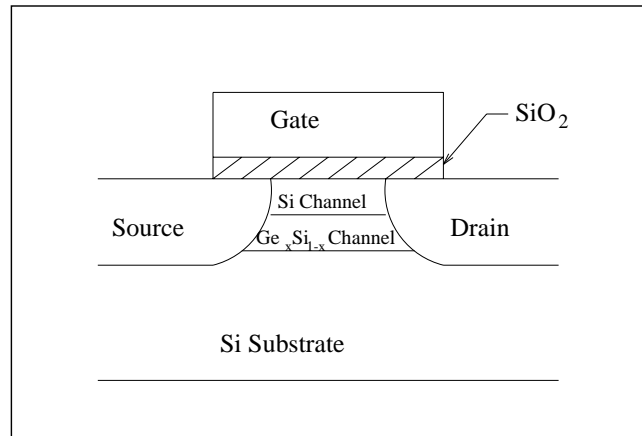 Gate
SiO₂
Si Channel
Source
GeₓSi₁₋ₓ Channel
Drain
Si Substrate